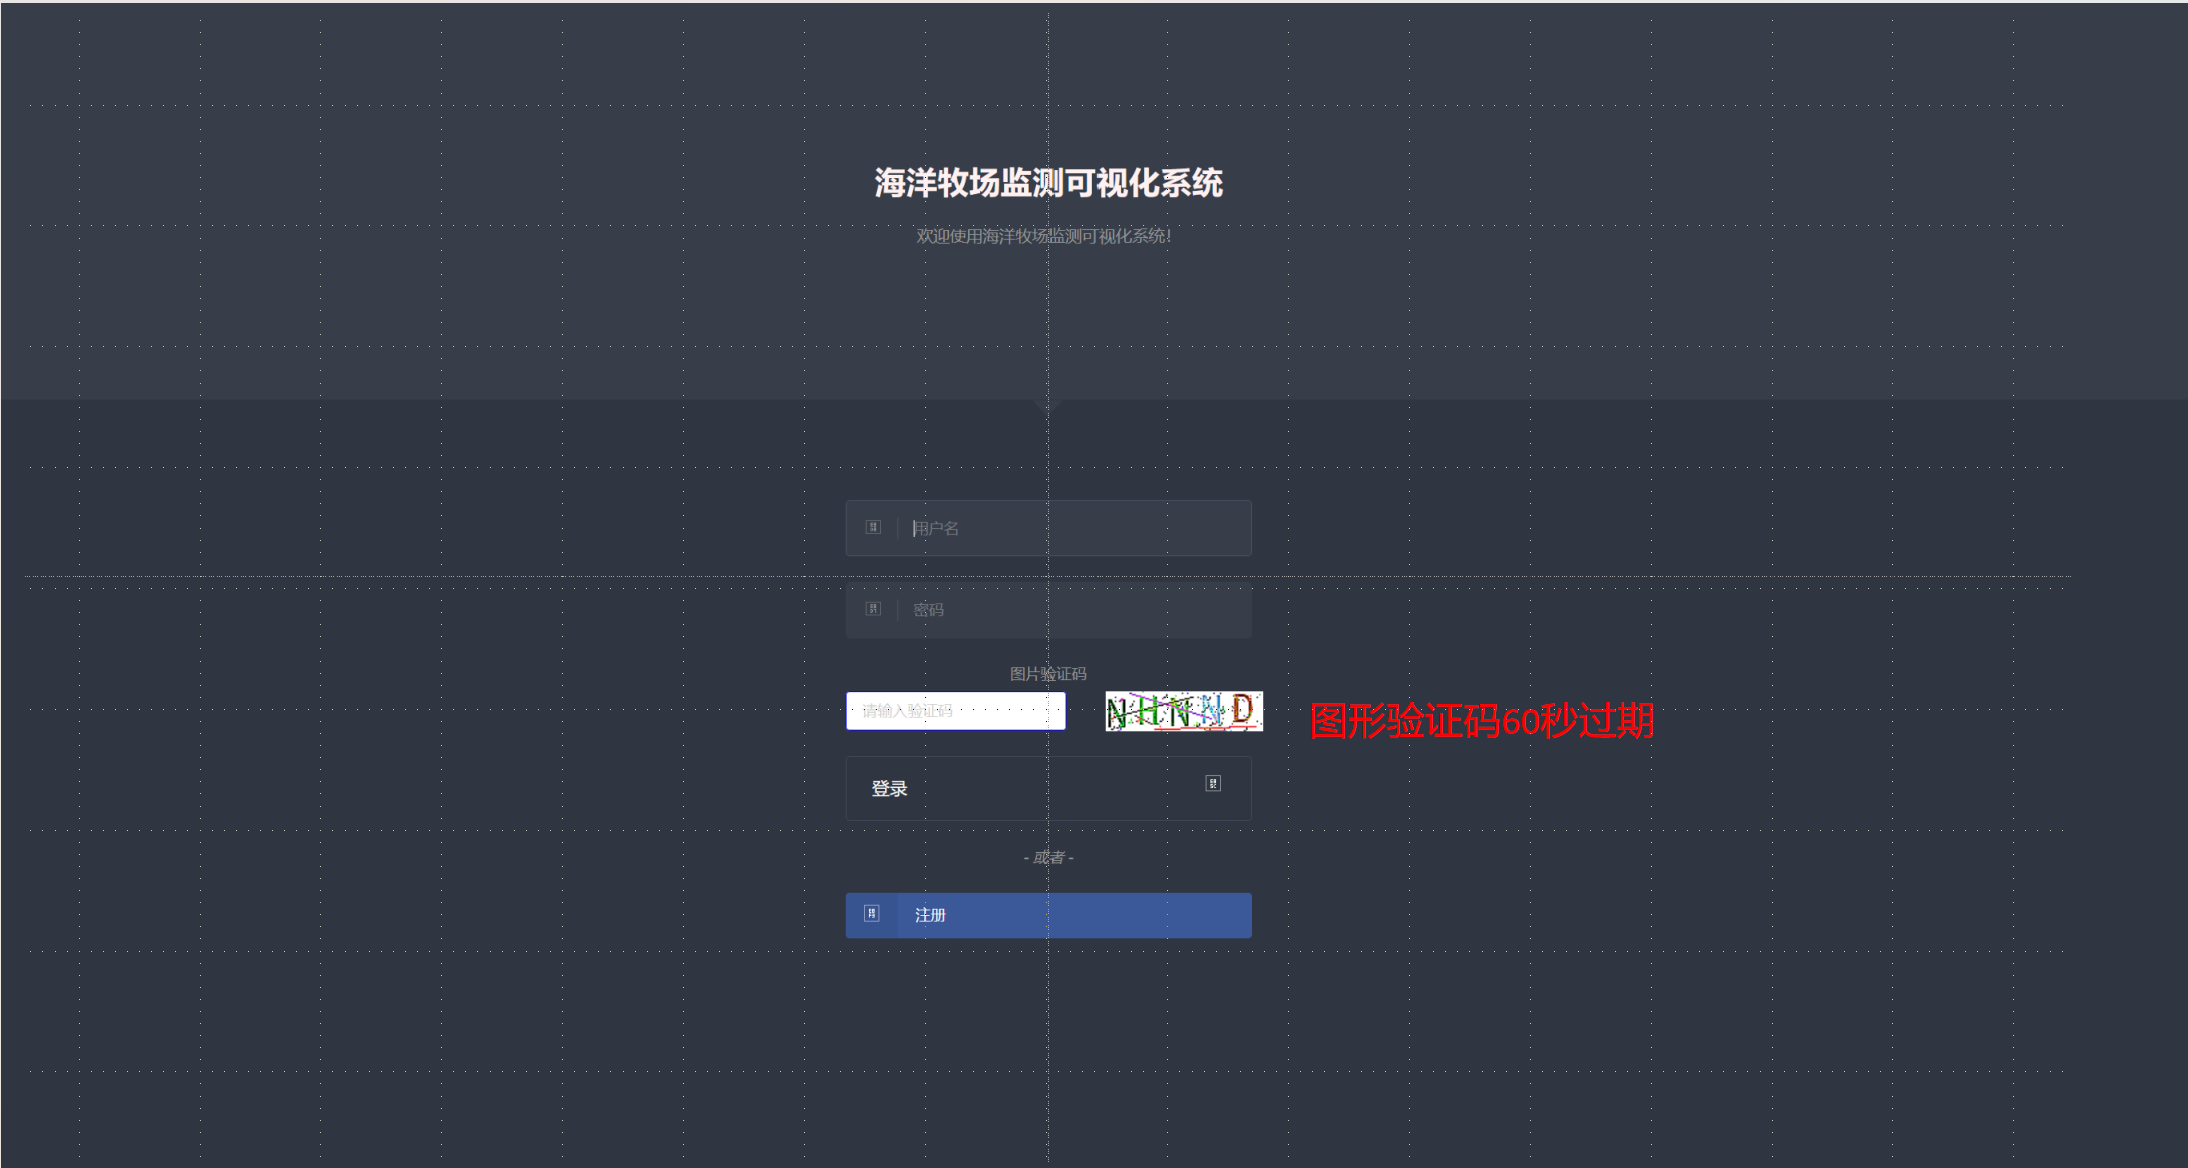 海洋牧场监测可视化系统
欢迎使用海洋牧场监测可视化系统!
用户名
密码
图片验证码
请输入验证码
NHNND
图形验证码60秒过期
登录
- 或者 -
注册